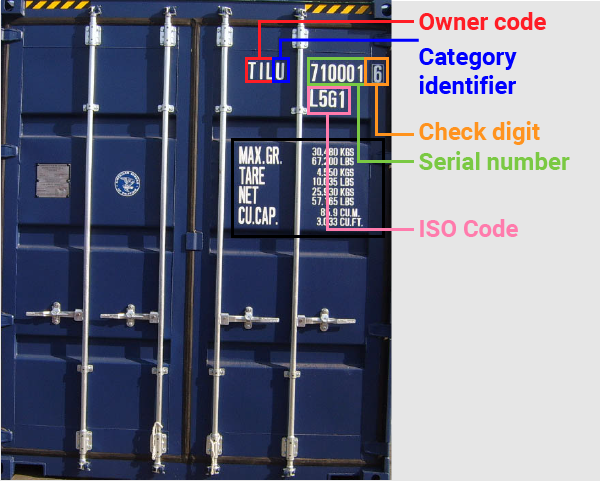 Owner code
Category
identifier
TILU 710001 6
L5G1
Check digit
Serial number
ISO Code
MAX.GR. 30.480 KGS
67.200 LBS
TARE 4.550 KGS
10.035 LBS
NET 25.930 KGS
57.165 LBS
CU.CAP. 85.9 CU.M.
3.033 CU.FT.